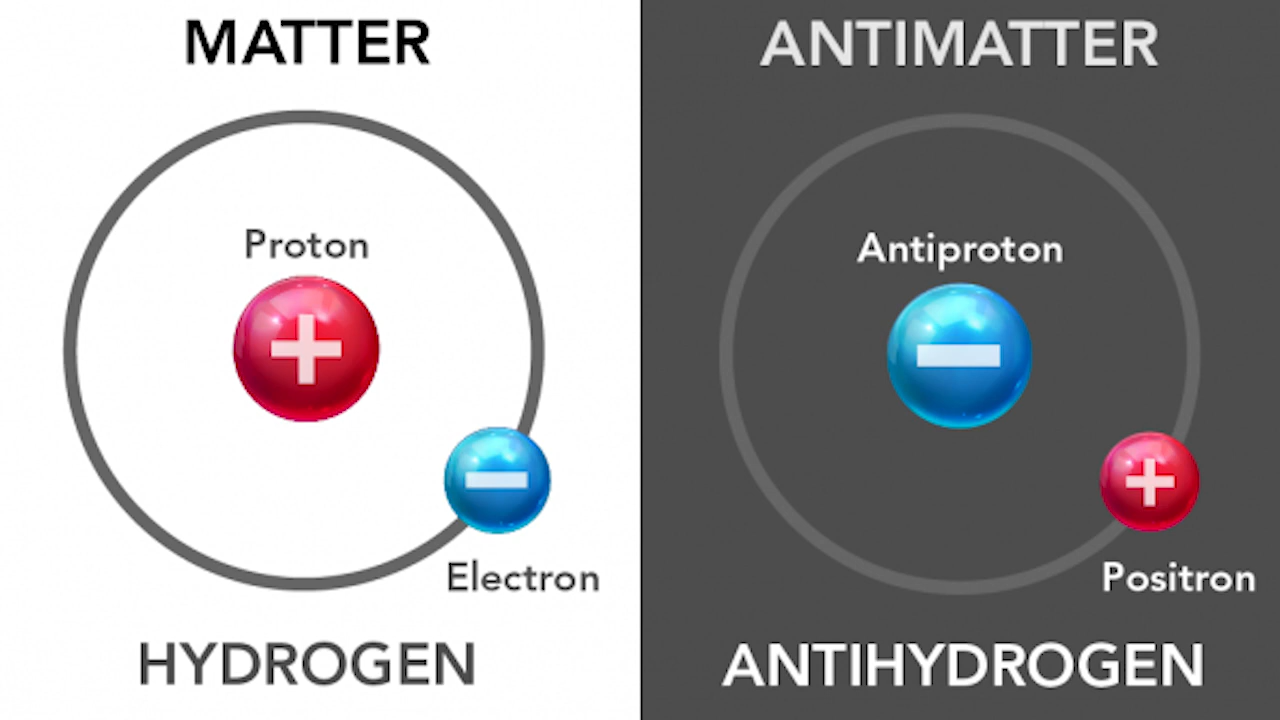 MATTER
Proton
+
−
Electron
HYDROGEN
ANTIMATTER
Antiproton
−
+
Positron
ANTIHYDROGEN